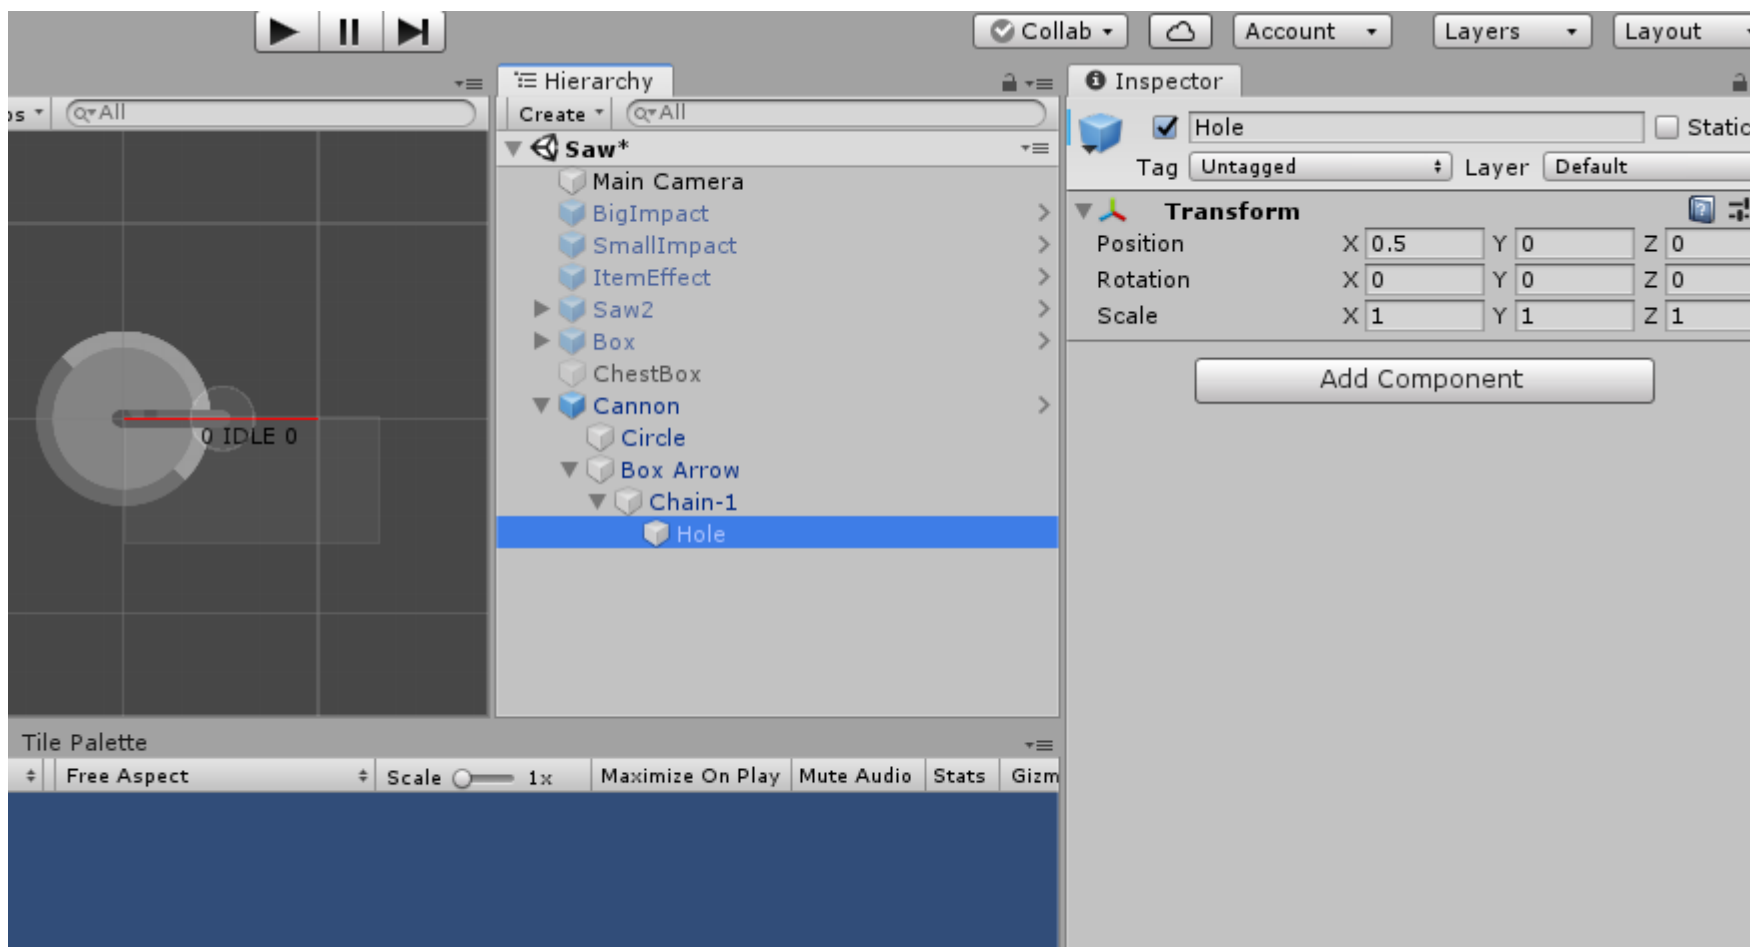 Collab
Account
Layers
Layout
Hierarchy
Inspector
All
Create
All
Hole
Static
Saw*
Tag Untagged Layer Default
Main Camera
BigImpact
SmallImpact
ItemEffect
Saw2
Box
ChestBox
Cannon
Circle
Box Arrow
Chain-1
Hole
Transform
Position X 0.5 Y 0 Z 0
Rotation X 0 Y 0 Z 0
Scale X 1 Y 1 Z 1
Add Component
0 IDLE 0
Tile Palette
Free Aspect Scale 1x Maximize On Play Mute Audio Stats Gizm